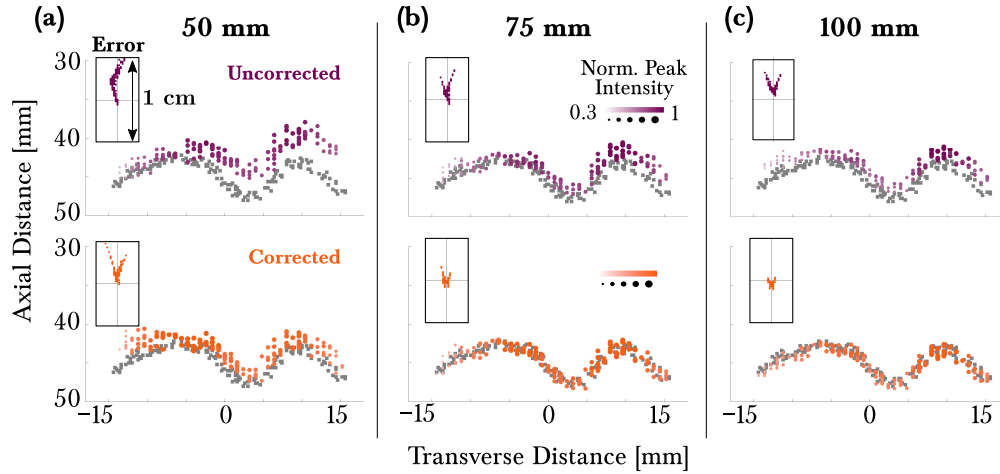 (a) 50 mm (b) 75 mm (c) 100 mm
Error
Uncorrected
1 cm
Norm. Peak
Intensity
0.3 1
30
40
50
Axial Distance [mm]
Corrected
30
40
50
−15 0 15 −15 0 15 −15 0 15
Transverse Distance [mm]